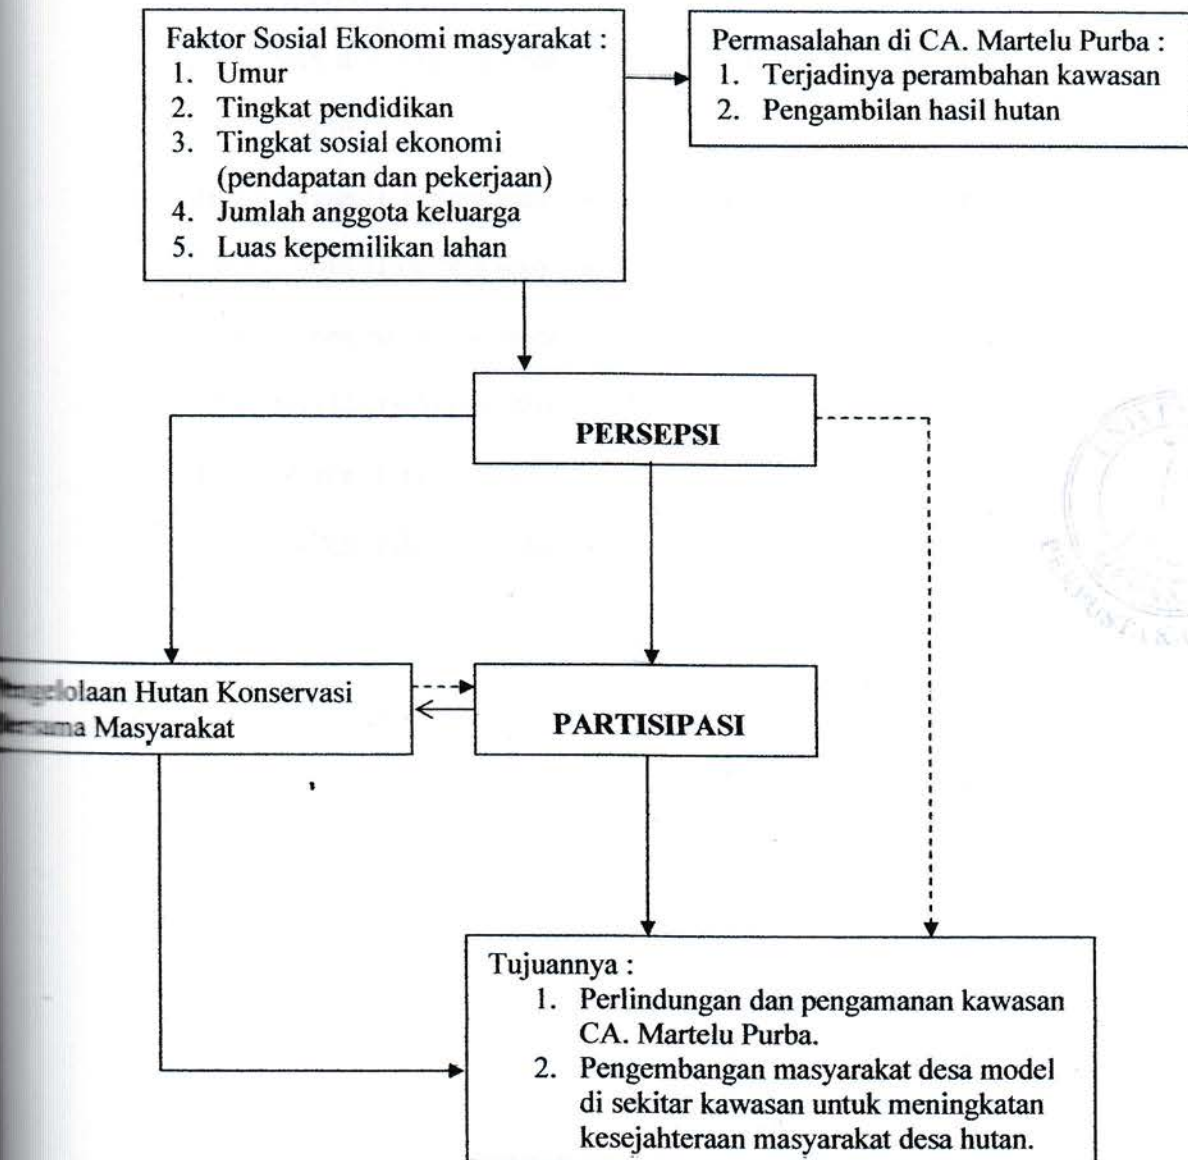 Faktor Sosial Ekonomi masyarakat :
1. Umur
2. Tingkat pendidikan
3. Tingkat sosial ekonomi
(pendapatan dan pekerjaan)
4. Jumlah anggota keluarga
5. Luas kepemilikan lahan
Permasalahan di CA. Martelu Purba :
1. Terjadinya perambahan kawasan
2. Pengambilan hasil hutan
PERSEPSI
Hutan Konservasi
Masyarakat
PARTISIPASI
Tujuannya :
1. Perlindungan dan pengamanan kawasan
CA. Martelu Purba.
2. Pengembangan masyarakat desa model
di sekitar kawasan untuk meningkatan
kesejahteraan masyarakat desa hutan.